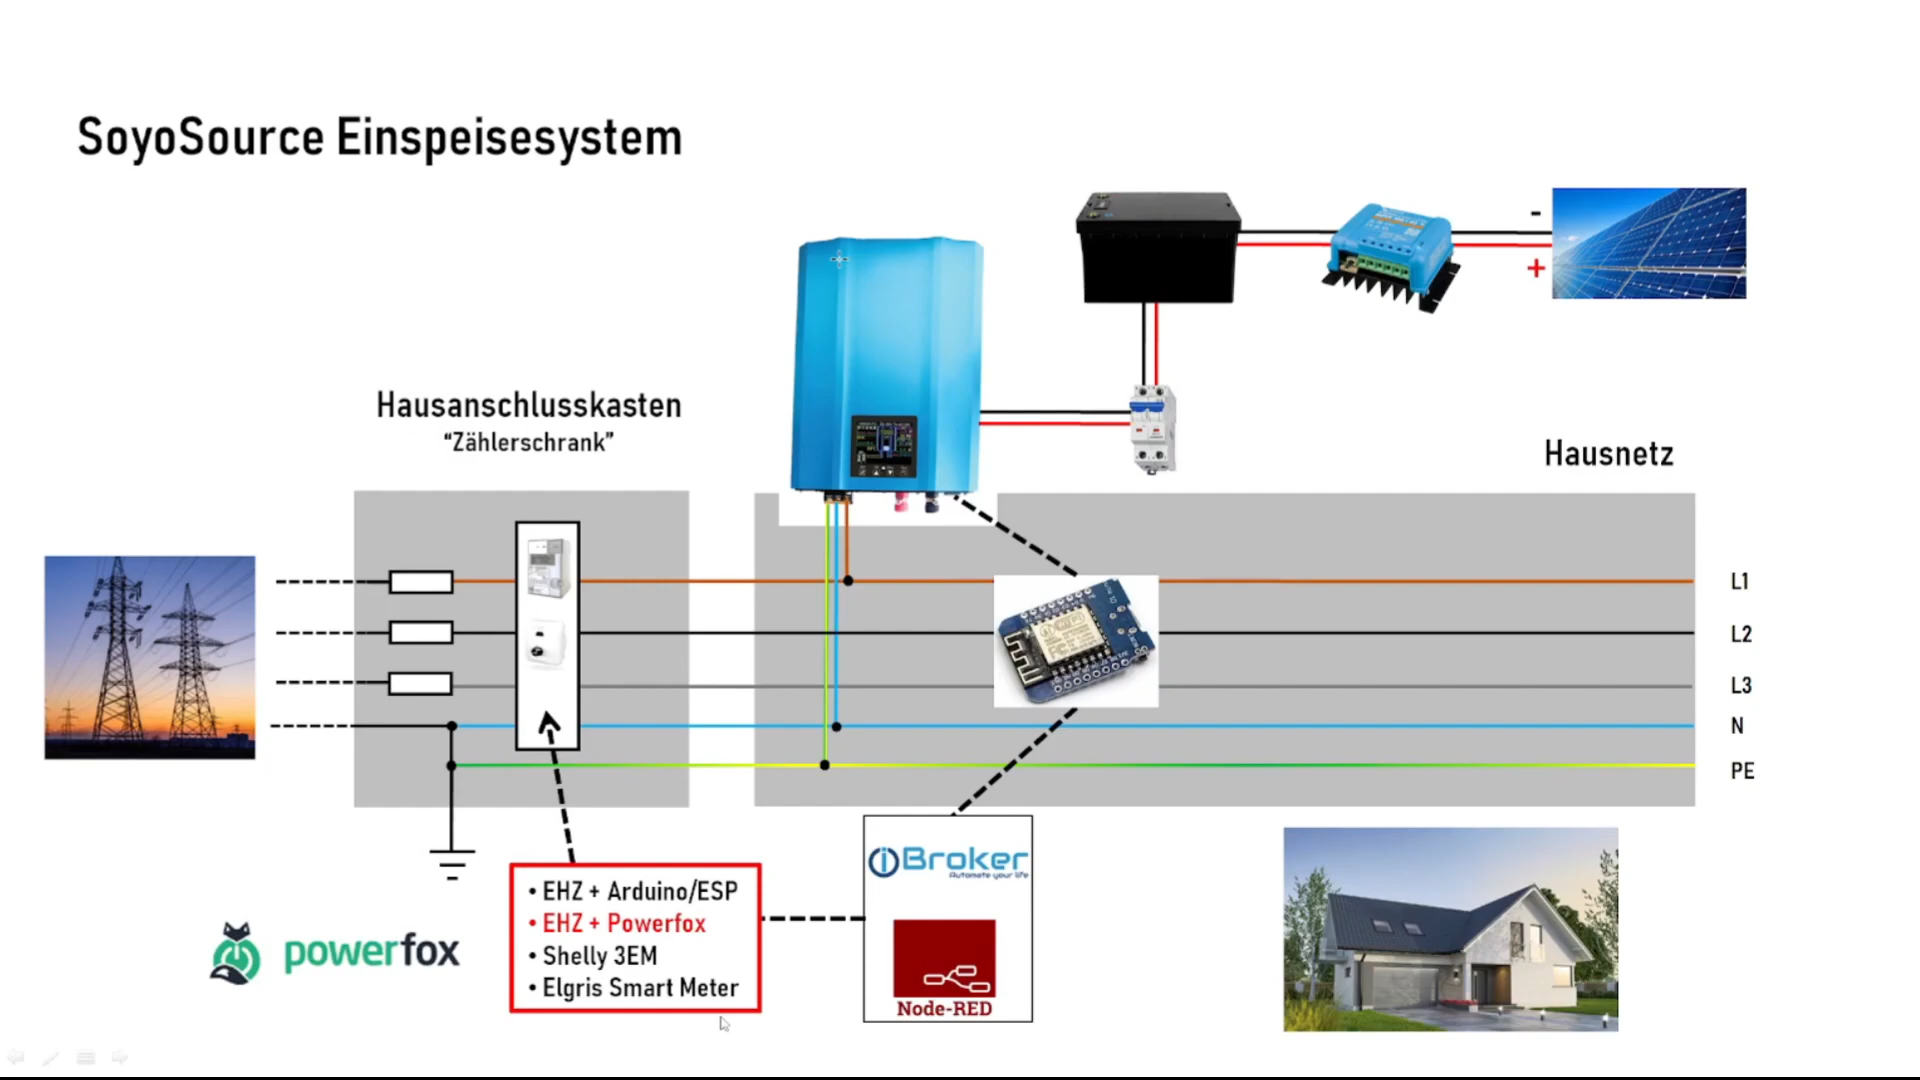 SoyoSource Einspeisesystem
-
+
Hausanschlusskasten
“Zählerschrank”
Hausnetz
L1
L2
L3
N
PE
• EHZ + Arduino/ESP
• EHZ + Powerfox
• Shelly 3EM
• Elgris Smart Meter
powerfox
ioBroker
Automate your life
Node-RED